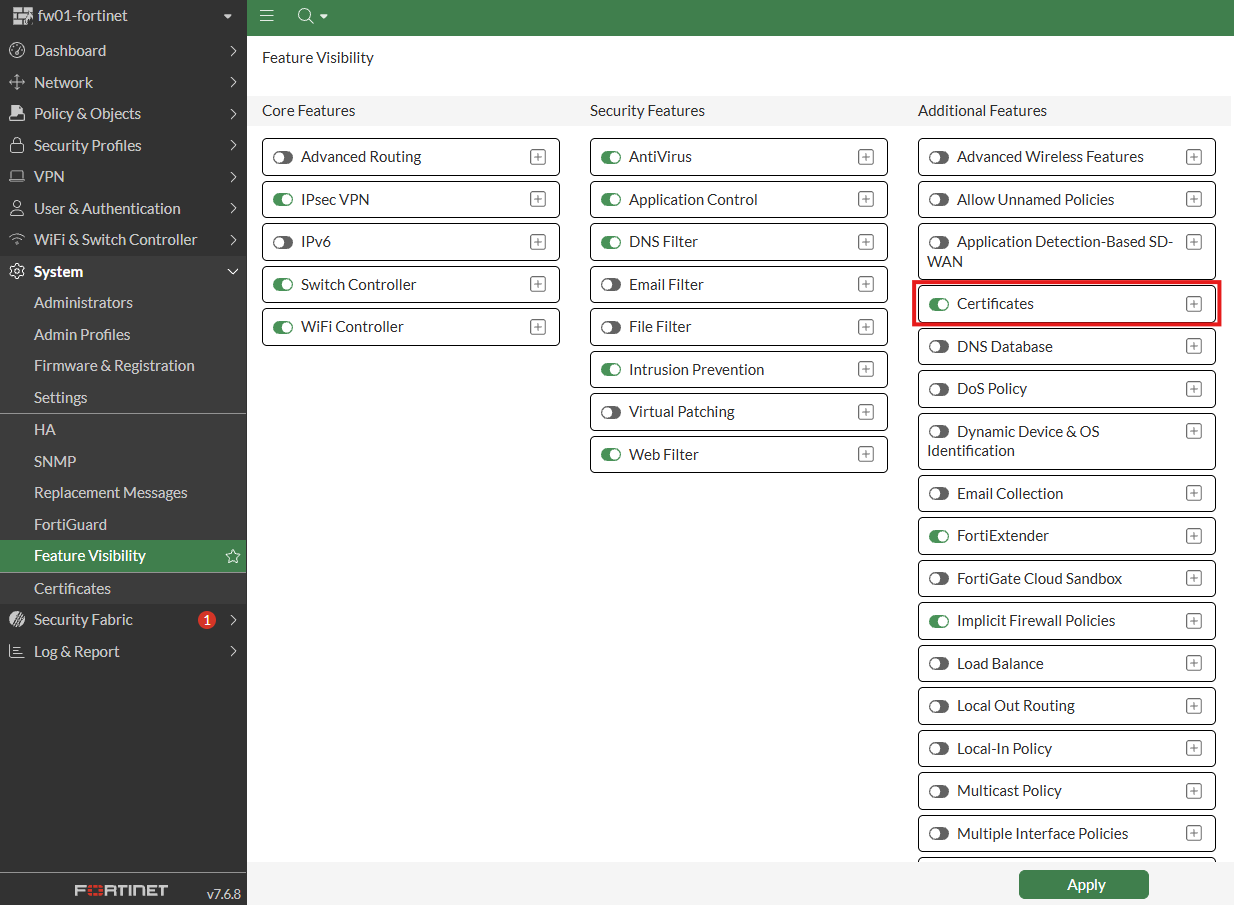 fw01-fortinet
Dashboard
Network
Policy & Objects
Security Profiles
VPN
User & Authentication
WiFi & Switch Controller
System
Administrators
Admin Profiles
Firmware & Registration
Settings
HA
SNMP
Replacement Messages
FortiGuard
Feature Visibility
Certificates
Security Fabric 1
Log & Report
FORTINET v7.6.8
Feature Visibility
Core Features
Advanced Routing
IPsec VPN
IPv6
Switch Controller
WiFi Controller
Security Features
AntiVirus
Application Control
DNS Filter
Email Filter
File Filter
Intrusion Prevention
Virtual Patching
Web Filter
Additional Features
Advanced Wireless Features
Allow Unnamed Policies
Application Detection-Based SD-
WAN
Certificates
DNS Database
DoS Policy
Dynamic Device & OS
Identification
Email Collection
FortiExtender
FortiGate Cloud Sandbox
Implicit Firewall Policies
Load Balance
Local Out Routing
Local-In Policy
Multicast Policy
Multiple Interface Policies
Apply